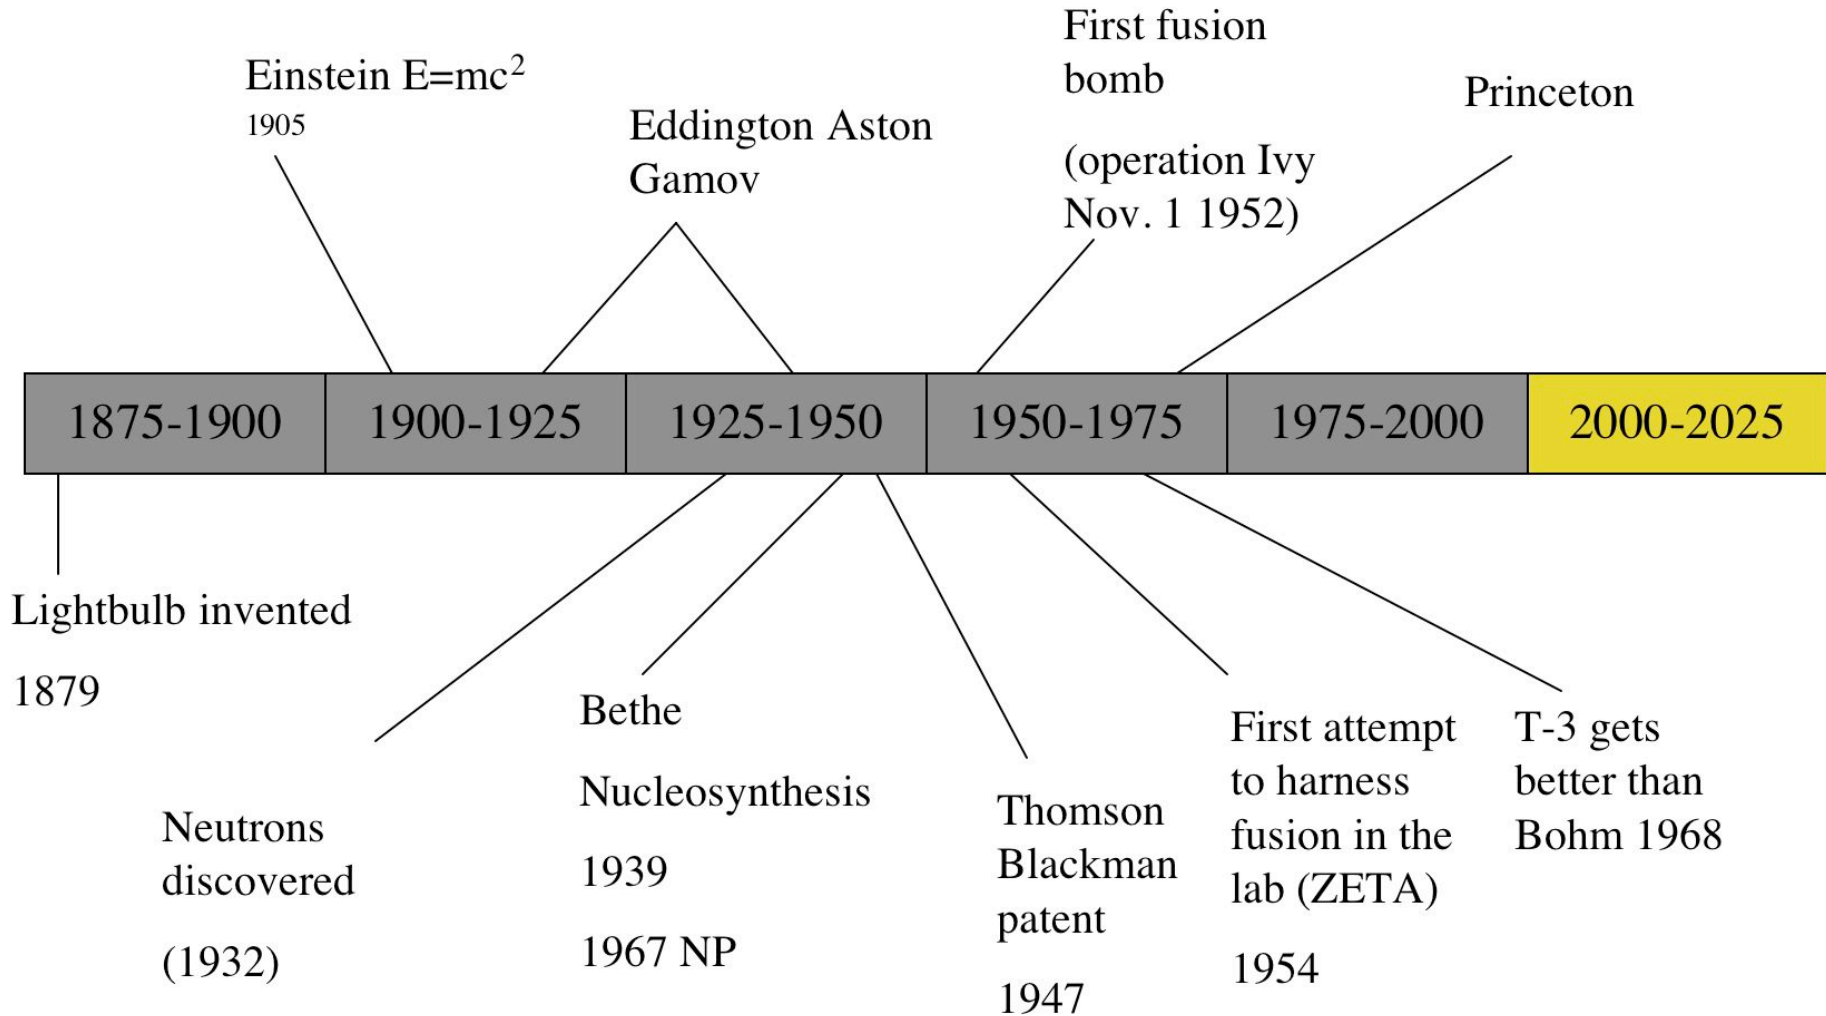 Einstein E=mc²
1905
Eddington Aston
Gamov
First fusion
bomb
(operation Ivy
Nov. 1 1952)
Princeton
1875-1900
1900-1925
1925-1950
1950-1975
1975-2000
2000-2025
Lightbulb invented
1879
Neutrons
discovered
(1932)
Bethe
Nucleosynthesis
1939
1967 NP
Thomson
Blackman
patent
1947
First attempt
to harness
fusion in the
lab (ZETA)
1954
T-3 gets
better than
Bohm 1968